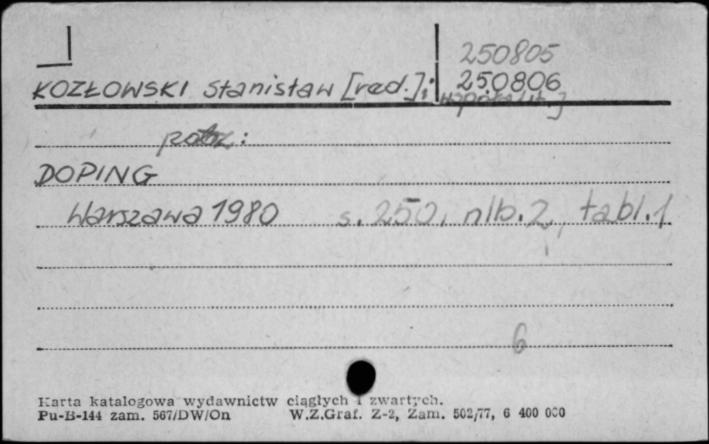 250805
KOZŁOWSKI Stanisław [red.]; 250806
patrz:
DOPING
Warszawa 1980 s. 250, nlb. 2, tabl. 1
6
Karta katalogowa wydawnictw ciągłych i zwartych.
Pu-B-144 zam. 567/DW/On W.Z.Graf. Z-2, Zam. 502/77, 6 400 000